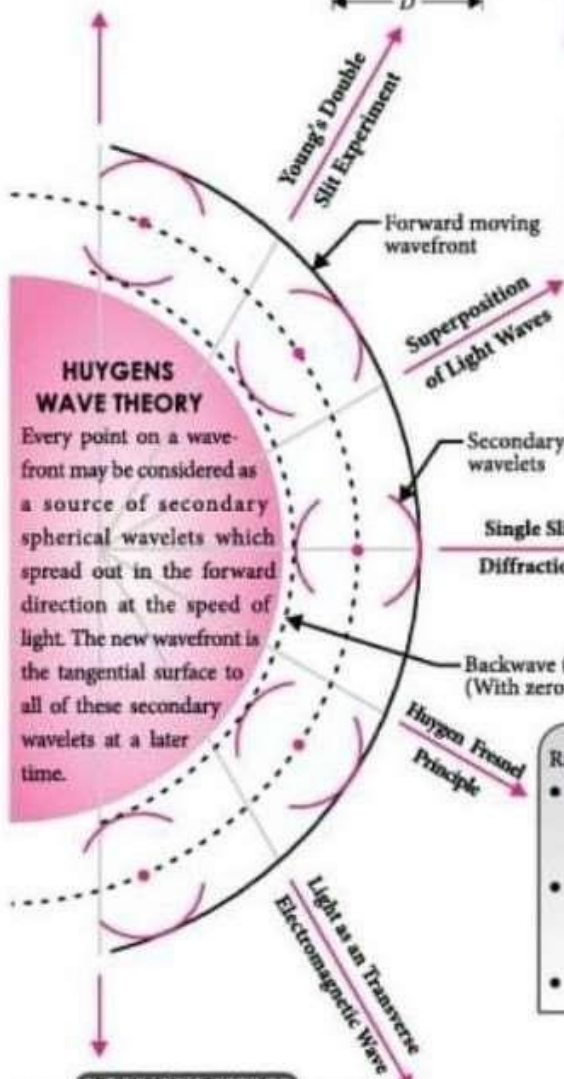 D
Young's Double
Slit Experiment
Forward moving
wavefront
Superposition
of Light Waves
HUYGENS
WAVE THEORY
Every point on a wave-
front may be considered as
a source of secondary
spherical wavelets which
spread out in the forward
direction at the speed of
light. The new wavefront is
the tangential surface to
all of these secondary
wavelets at a later
time.
Secondary
wavelets
Single Sl
Diffractio
Backwave
(With zero
Huygen Fresnel
Principle
R
Light as an Transverse
Electromagnetic Wave